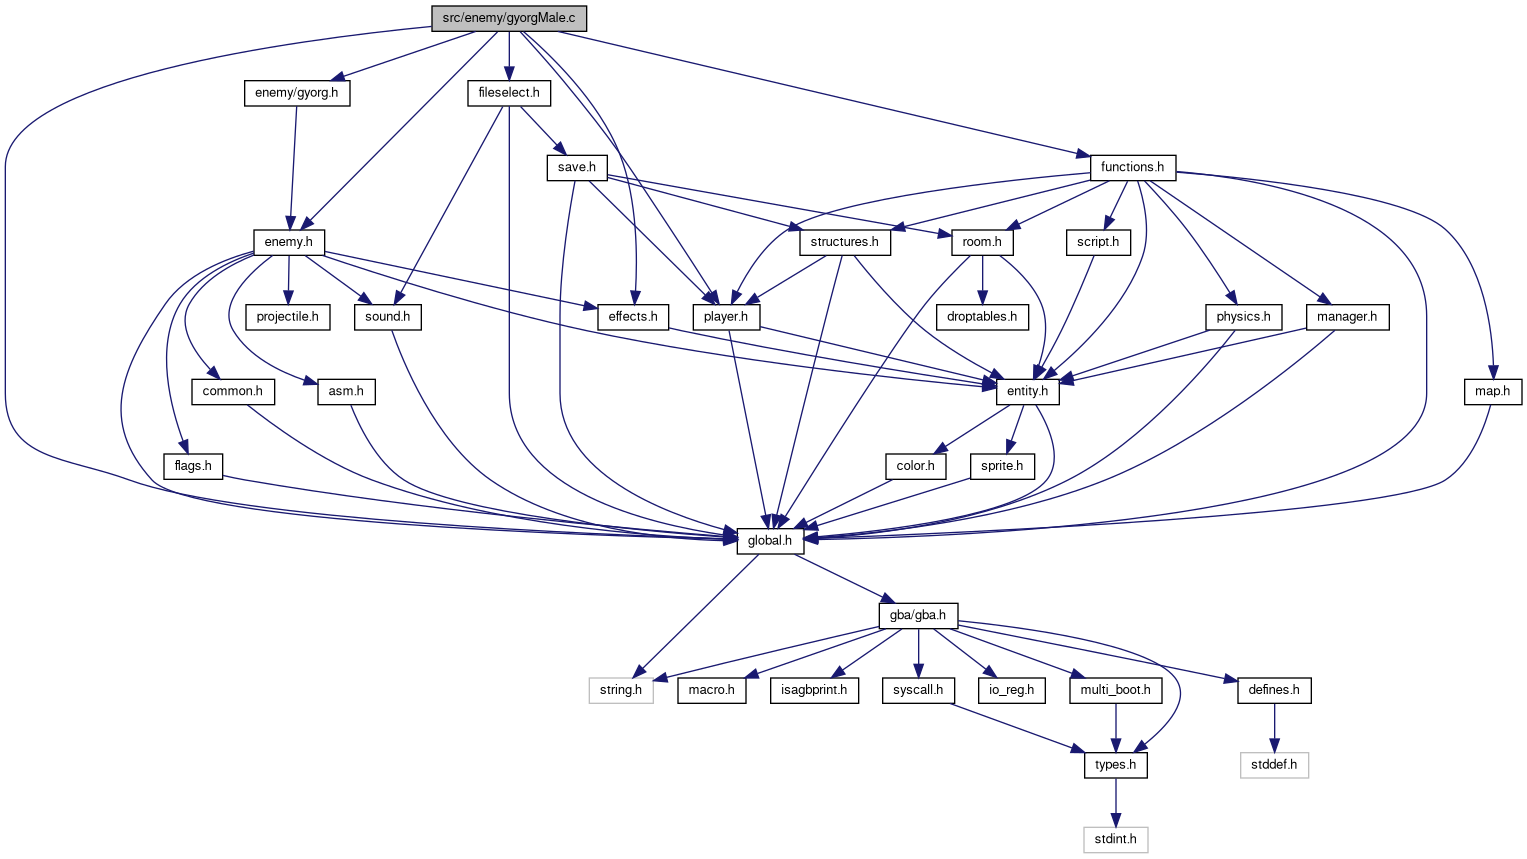 src/enemy/gyorgMale.c
enemy/gyorg.h
fileselect.h
save.h
functions.h
enemy.h
structures.h
room.h
script.h
projectile.h
sound.h
effects.h
player.h
droptables.h
physics.h
manager.h
common.h
asm.h
entity.h
map.h
flags.h
color.h
sprite.h
global.h
gba/gba.h
string.h
macro.h
isagbprint.h
syscall.h
io_reg.h
multi_boot.h
defines.h
types.h
stddef.h
stdint.h